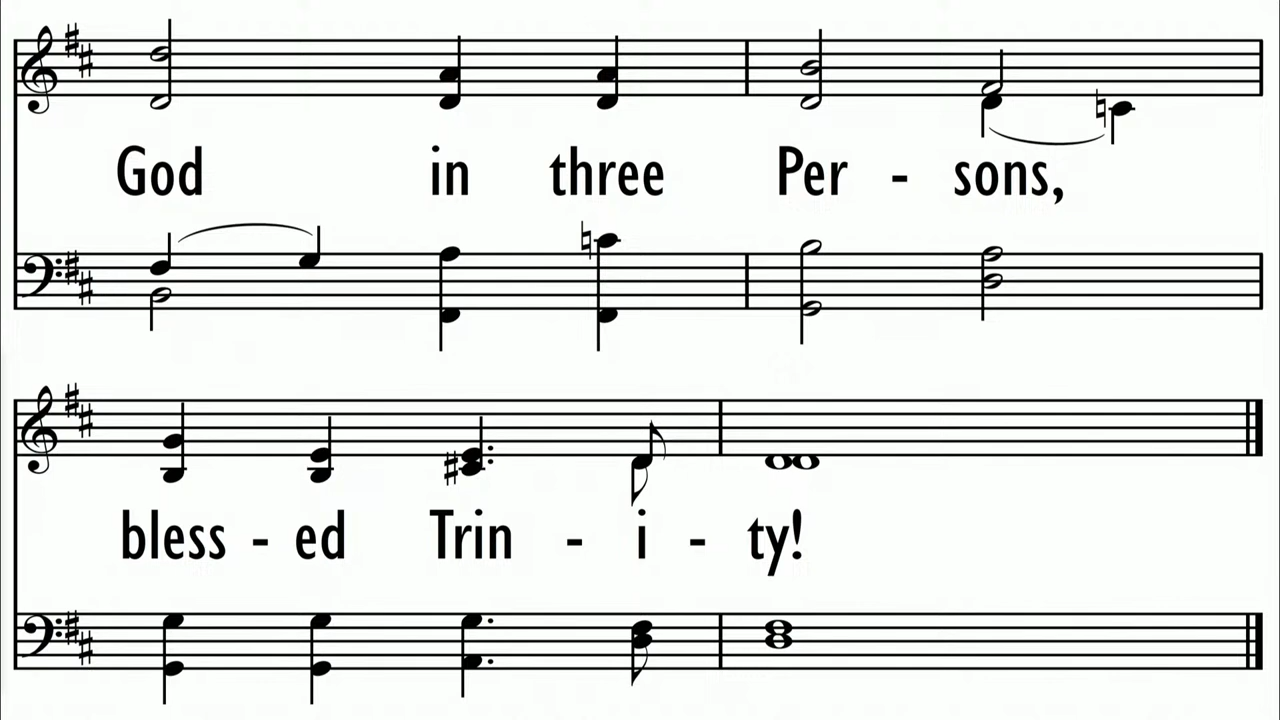 God in three Per - sons,
bless - ed Trin - i - ty!